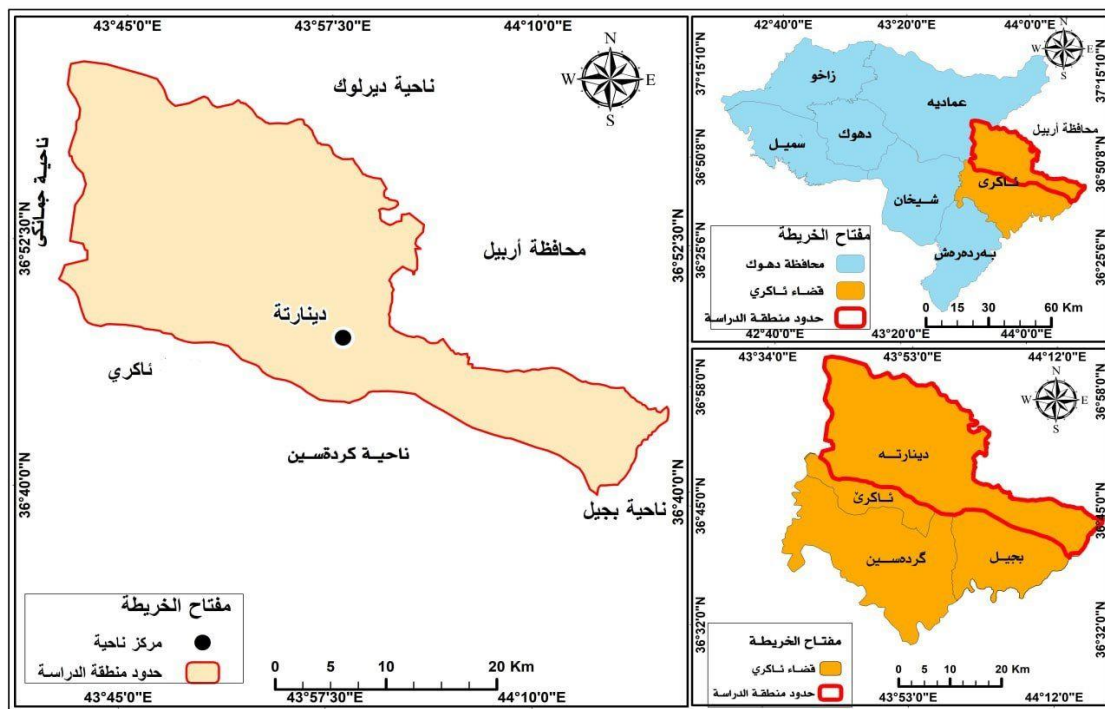 43°45'0"E
43°57'30"E
44°10'0"E
N
W
E
S
ناحية ديرلوك
ناحيـة جمانكى
36°52'30"N
36°52'30"N
محافظة أربيل
دينارتة
ئاكري
ناحيـة كردةسـين
36°40'0"N
36°40'0"N
ناحية بجيل
مفتاح الخريطة
مركز ناحية
حدود منطقة الدراسة
0 5 10 20 Km
43°45'0"E
43°57'30"E
44°10'0"E
42°40'0"E
43°20'0"E
44°0'0"E
N
W
E
S
37°15'10"N
37°15'10"N
زاخو
عماديه
دهوك
سميـل
محافظة أربيل
36°50'8"N
36°50'8"N
ئـاكرى
شـيخان
بـەردەرەش
36°25'6"N
36°25'6"N
مفتاح الخريطة
محافظة دهـوك
قضاء ئـاكري
حدود منطقة الدراسة
0 15 30 60 Km
42°40'0"E
43°20'0"E
44°0'0"E
43°34'0"E
43°53'0"E
44°12'0"E
N
W
E
S
36°58'0"N
36°58'0"N
دينارتـه
ئـاكرێ
36°45'0"N
36°45'0"N
گردەسـين
بجيـل
36°32'0"N
36°32'0"N
مفتـاح الخريطـة
قضاء ئـاكري
حدود منطقة الدراسة
0 5 10 20 Km
43°53'0"E
44°12'0"E